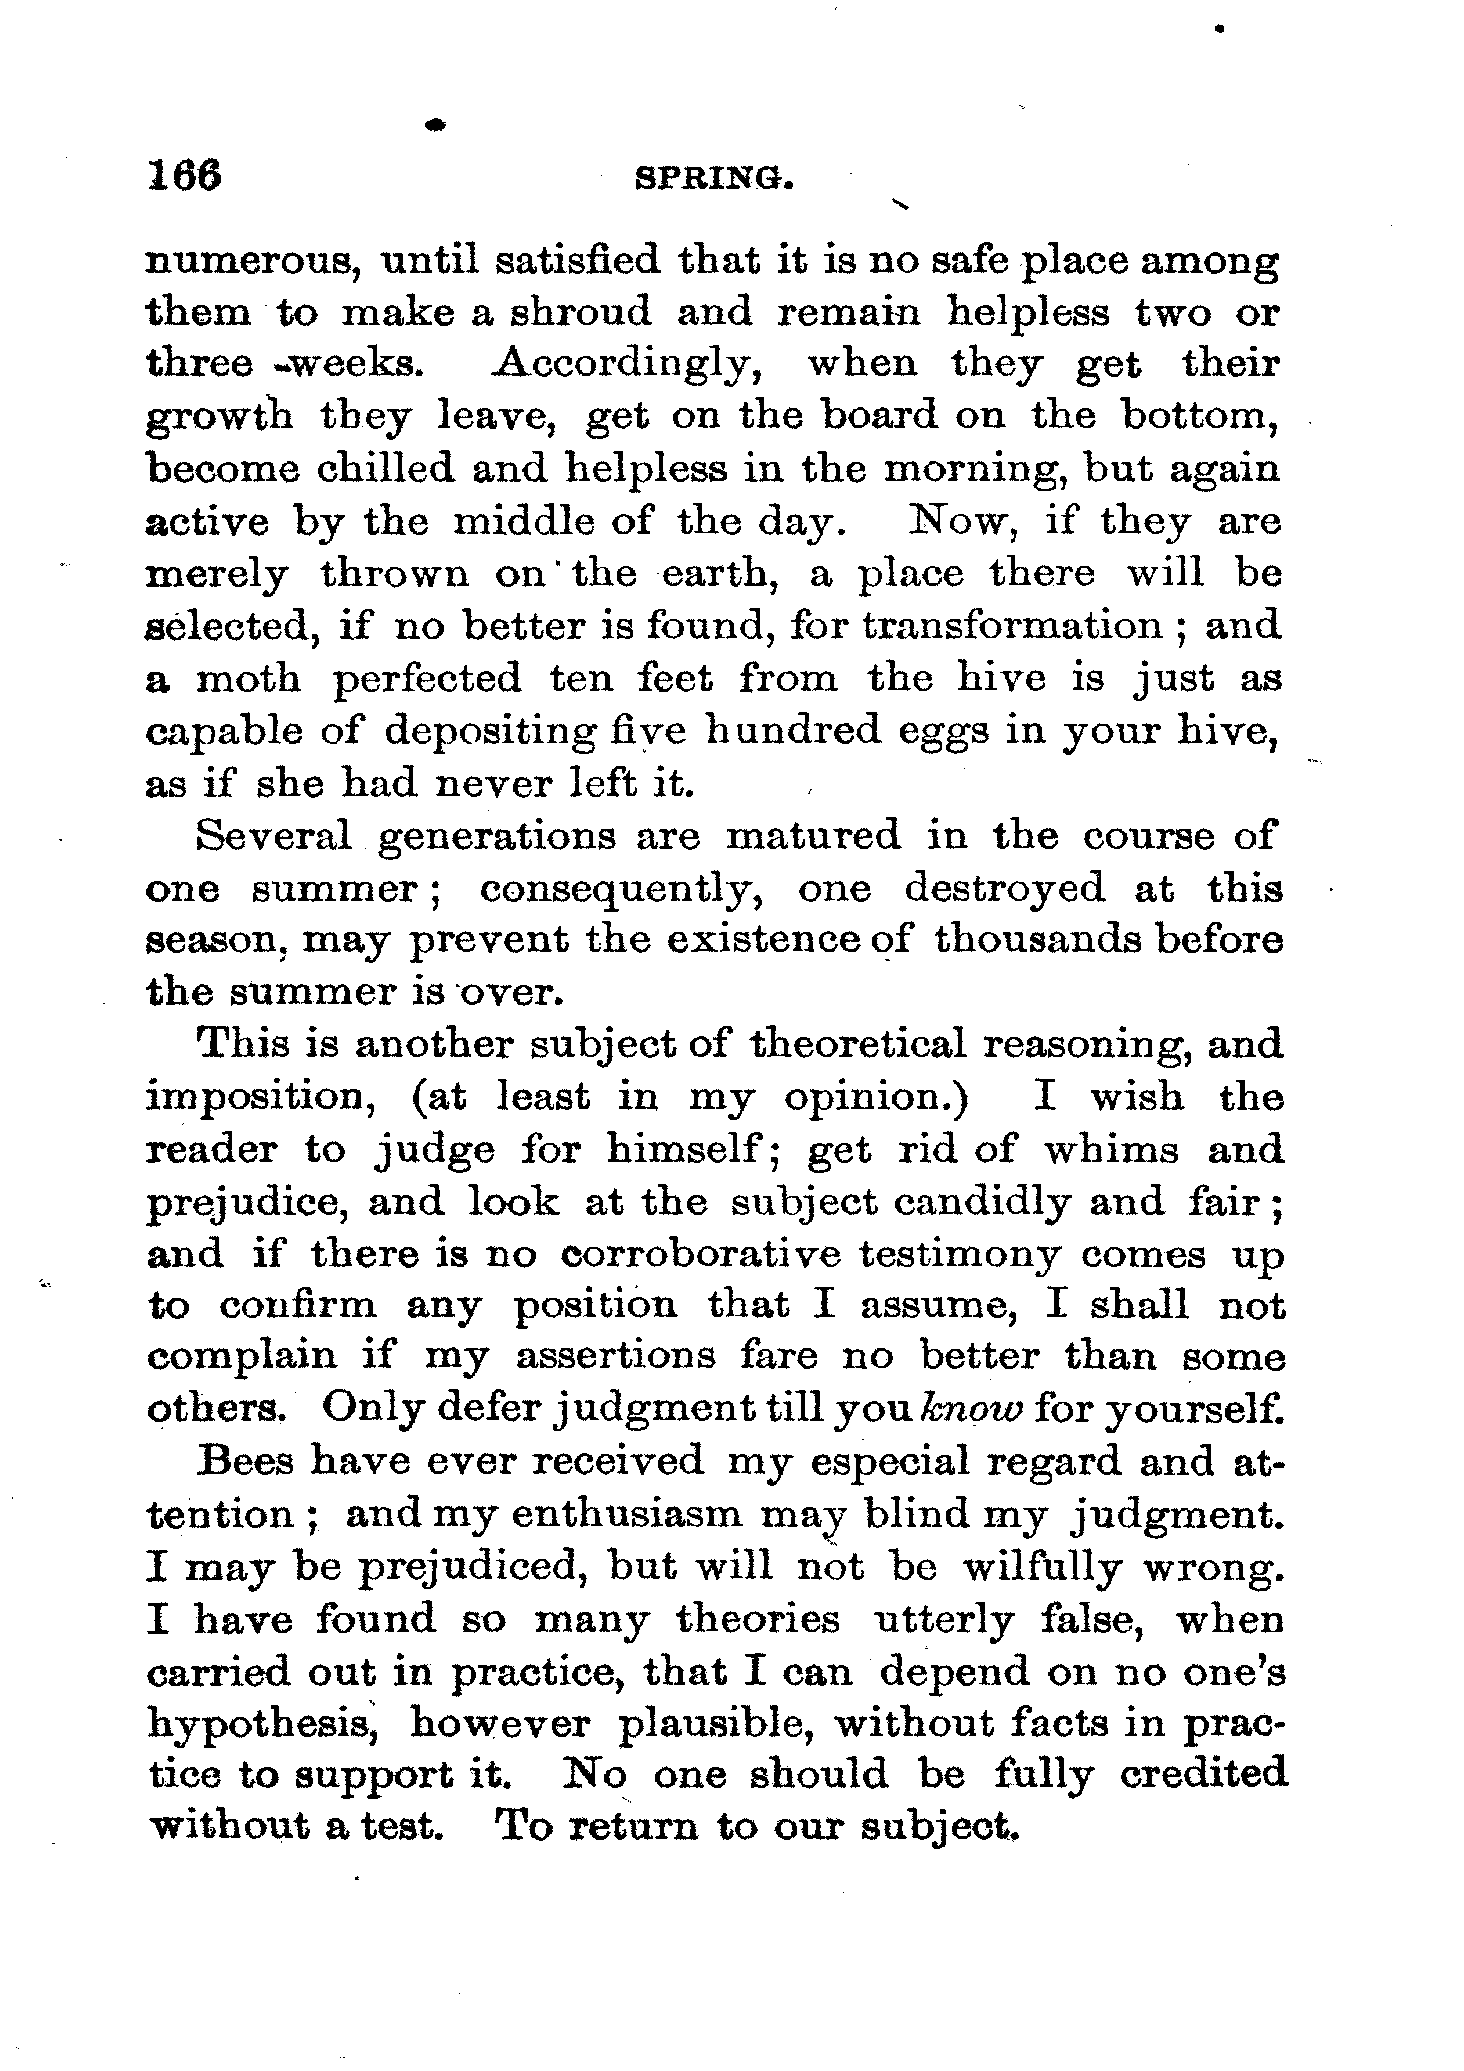 166 SPRING.
numerous, until satisfied that it is no safe place among
them to make a shroud and remain helpless two or
three weeks. Accordingly, when they get their
growth they leave, get on the board on the bottom,
become chilled and helpless in the morning, but again
active by the middle of the day. Now, if they are
merely thrown on the earth, a place there will be
selected, if no better is found, for transformation ; and
a moth perfected ten feet from the hive is just as
capable of depositing five hundred eggs in your hive,
as if she had never left it.
Several generations are matured in the course of
one summer ; consequently, one destroyed at this
season, may prevent the existence of thousands before
the summer is over.
This is another subject of theoretical reasoning, and
imposition, (at least in my opinion.) I wish the
reader to judge for himself ; get rid of whims and
prejudice, and look at the subject candidly and fair ;
and if there is no corroborative testimony comes up
to confirm any position that I assume, I shall not
complain if my assertions fare no better than some
others. Only defer judgment till you know for yourself.
Bees have ever received my especial regard and at-
tention ; and my enthusiasm may blind my judgment.
I may be prejudiced, but will not be wilfully wrong.
I have found so many theories utterly false, when
carried out in practice, that I can depend on no one's
hypothesis, however plausible, without facts in prac-
tice to support it. No one should be fully credited
without a test. To return to our subject.